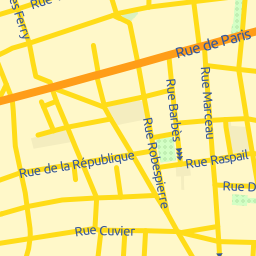 es Ferry
Rue
Rue de Paris
Rue Barbès
Rue Marceau
Rue Robespierre
Rue de la République
Rue Raspail
Rue D
Rue Cuvier